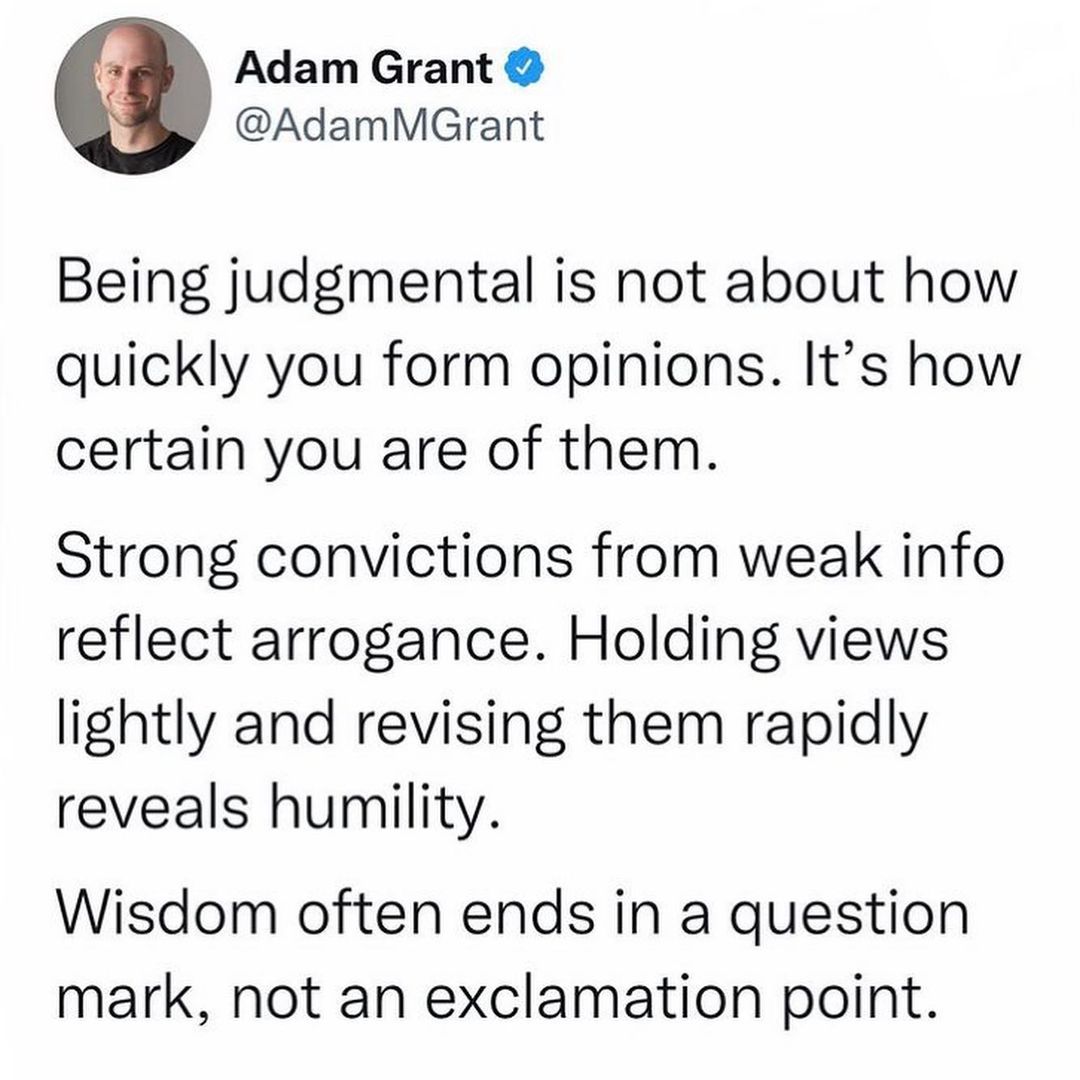 Adam Grant
@AdamMGrant
Being judgmental is not about how
quickly you form opinions. It’s how
certain you are of them.
Strong convictions from weak info
reflect arrogance. Holding views
lightly and revising them rapidly
reveals humility.
Wisdom often ends in a question
mark, not an exclamation point.